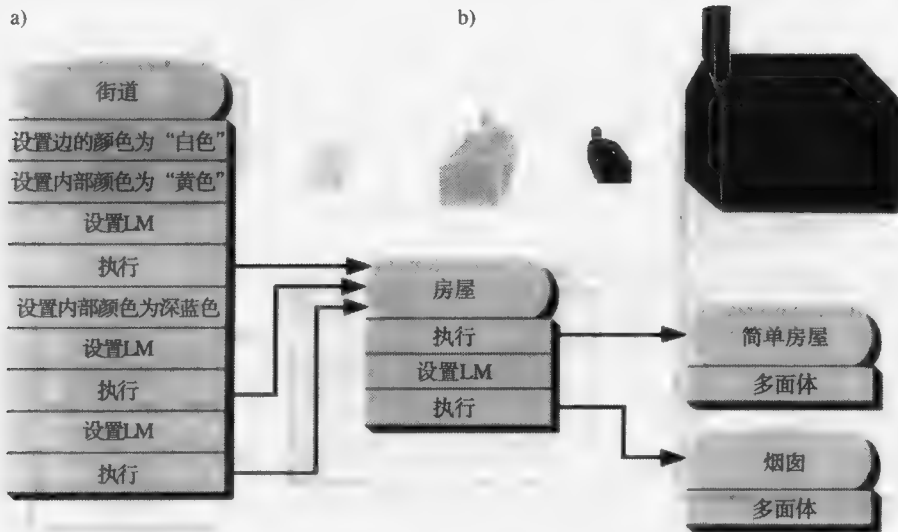 a)
b)
街道
设置边的颜色为“白色”
设置内部颜色为“黄色”
设置LM
执行
设置内部颜色为深蓝色
设置LM
执行
设置LM
执行
房屋
执行
设置LM
执行
简单房屋
多面体
烟囱
多面体